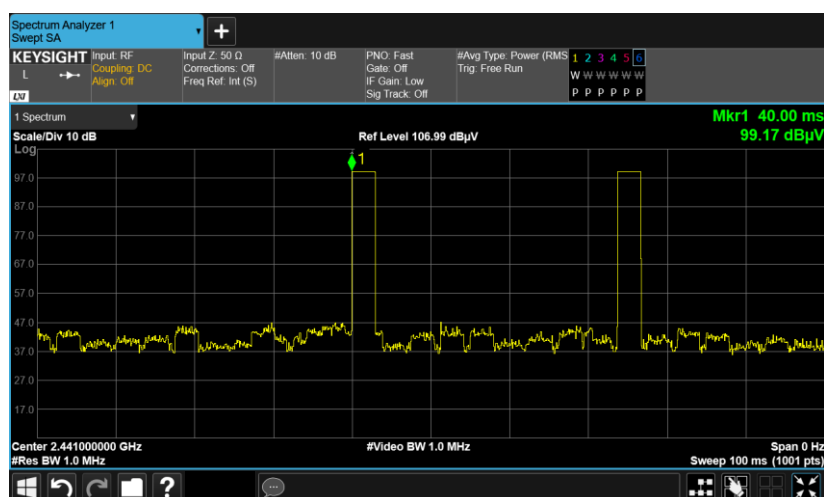 Spectrum Analyzer 1
Swept SA
+
KEYSIGHT
L
LXI
Input: RF
Coupling: DC
Align: Off
Input Z: 50 Ω
Corrections: Off
Freq Ref: Int (S)
#Atten: 10 dB
PNO: Fast
Gate: Off
IF Gain: Low
Sig Track: Off
#Avg Type: Power (RMS
Trig: Free Run
1 2 3 4 5 6
W W W W W W
P P P P P P
1 Spectrum
Mkr1 40.00 ms
99.17 dBµV
Scale/Div 10 dB
Ref Level 106.99 dBµV
Log
1
97.0
87.0
77.0
67.0
57.0
47.0
37.0
27.0
17.0
Center 2.441000000 GHz
#Video BW 1.0 MHz
Span 0 Hz
#Res BW 1.0 MHz
Sweep 100 ms (1001 pts)
?